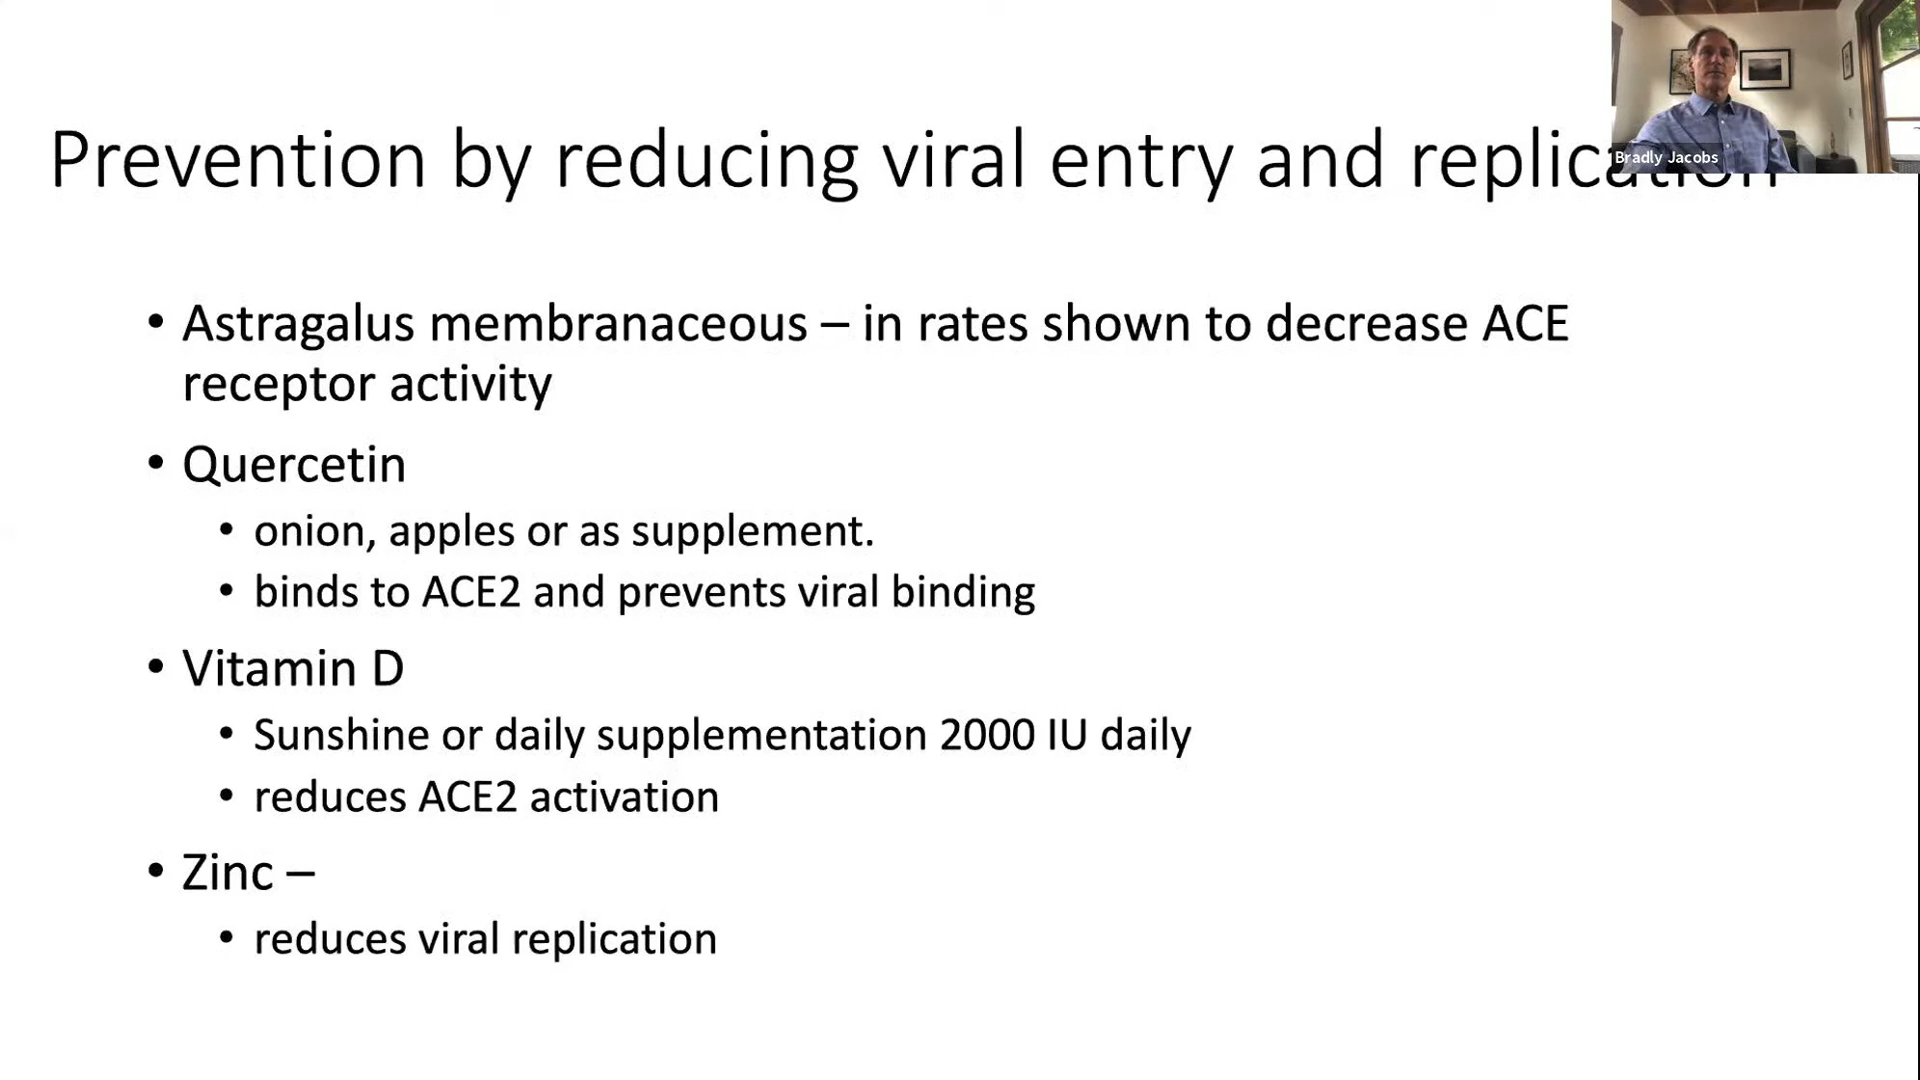 Prevention by reducing viral entry and replication
Bradly Jacobs
• Astragalus membranaceous – in rates shown to decrease ACE
receptor activity
• Quercetin
• onion, apples or as supplement.
• binds to ACE2 and prevents viral binding
• Vitamin D
• Sunshine or daily supplementation 2000 IU daily
• reduces ACE2 activation
• Zinc –
• reduces viral replication